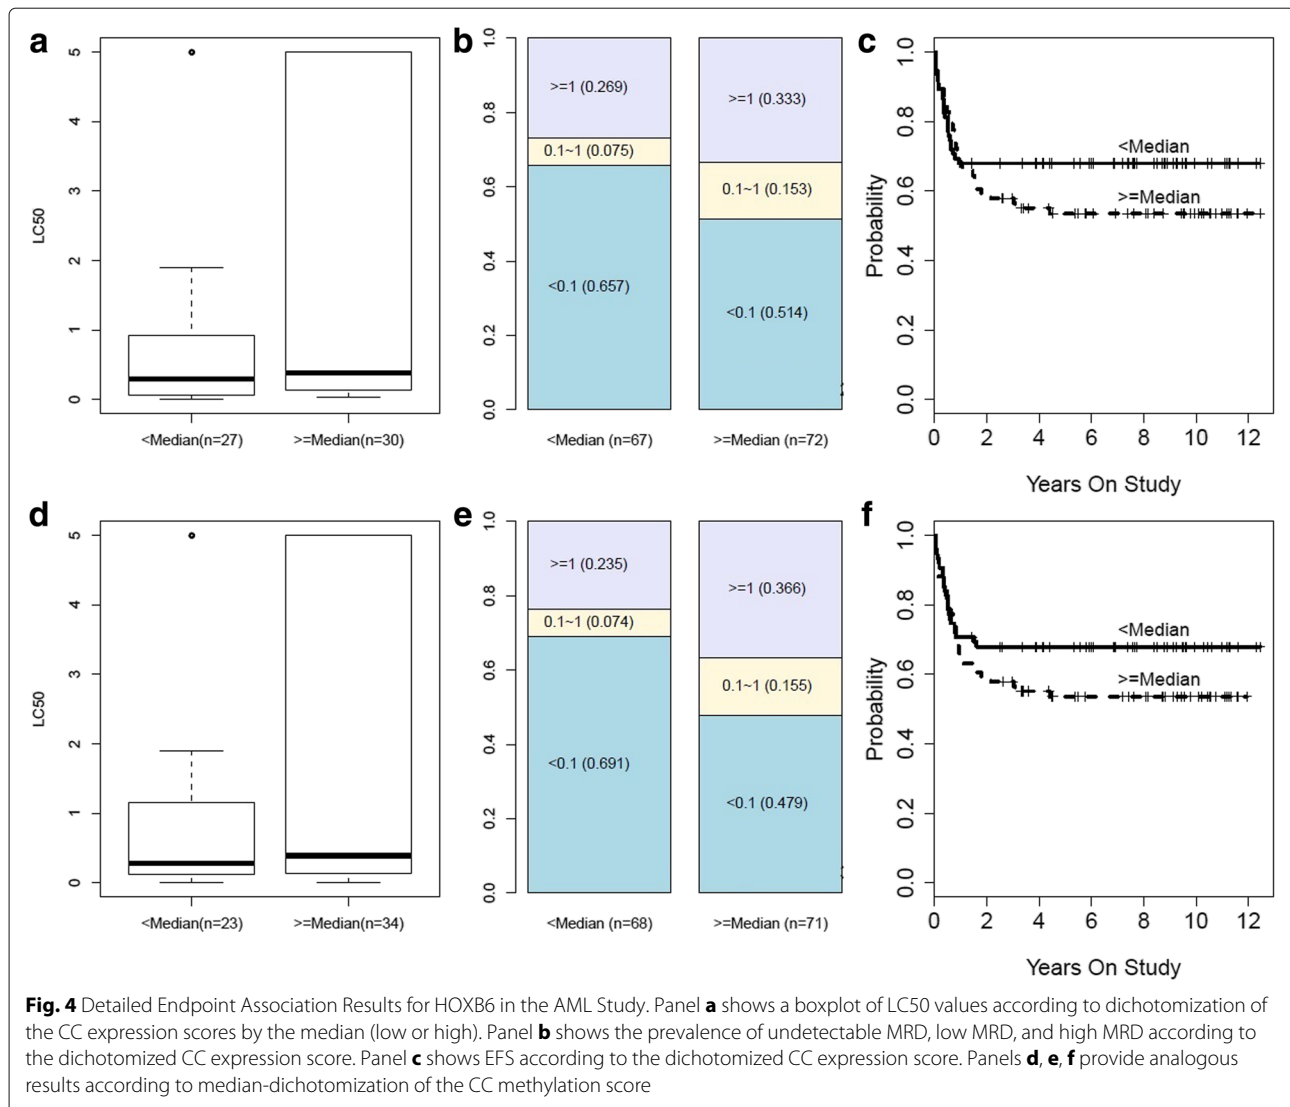 a
5
4
3
2
1
0
LC50
<Median(n=27)
>=Median(n=30)
b
1.0
0.8
0.6
0.4
0.2
0.0
>=1 (0.269)
0.1~1 (0.075)
<0.1 (0.657)
>=1 (0.333)
0.1~1 (0.153)
<0.1 (0.514)
<Median (n=67)
>=Median (n=72)
c
1.0
0.8
0.6
0.4
0.2
0.0
Probability
<Median
>=Median
0 2 4 6 8 10 12
Years On Study
d
5
4
3
2
1
0
LC50
<Median(n=23)
>=Median(n=34)
e
1.0
0.8
0.6
0.4
0.2
0.0
>=1 (0.235)
0.1~1 (0.074)
<0.1 (0.691)
>=1 (0.366)
0.1~1 (0.155)
<0.1 (0.479)
<Median (n=68)
>=Median (n=71)
f
1.0
0.8
0.6
0.4
0.2
0.0
Probability
<Median
>=Median
0 2 4 6 8 10 12
Years On Study
Fig. 4 Detailed Endpoint Association Results for HOXB6 in the AML Study. Panel a shows a boxplot of LC50 values according to dichotomization of
the CC expression scores by the median (low or high). Panel b shows the prevalence of undetectable MRD, low MRD, and high MRD according to
the dichotomized CC expression score. Panel c shows EFS according to the dichotomized CC expression score. Panels d, e, f provide analogous
results according to median-dichotomization of the CC methylation score